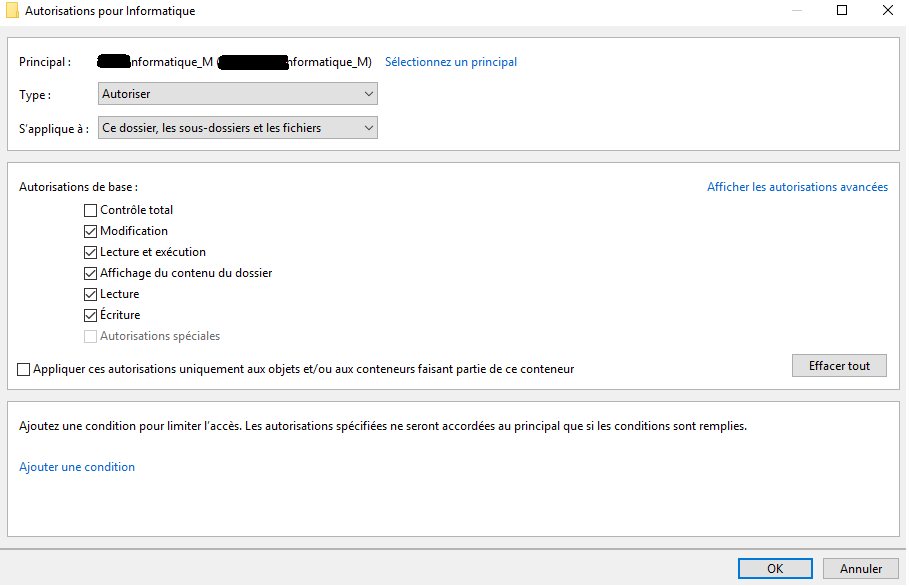 Autorisations pour Informatique
Principal : nformatique_M ( nformatique_M) Sélectionnez un principal
Type : Autoriser
S'applique à : Ce dossier, les sous-dossiers et les fichiers
Autorisations de base : Afficher les autorisations avancées
Contrôle total
Modification
Lecture et exécution
Affichage du contenu du dossier
Lecture
Écriture
Autorisations spéciales
Appliquer ces autorisations uniquement aux objets et/ou aux conteneurs faisant partie de ce conteneur Effacer tout
Ajoutez une condition pour limiter l'accès. Les autorisations spécifiées ne seront accordées au principal que si les conditions sont remplies.
Ajouter une condition
OK Annuler